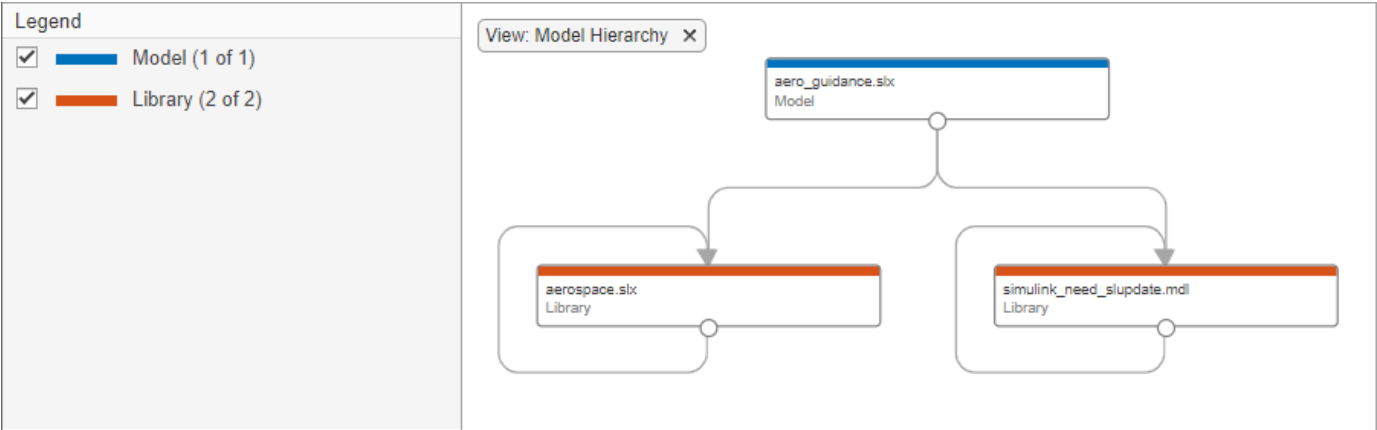 Legend
Model (1 of 1)
Library (2 of 2)
View: Model Hierarchy
aero_guidance.slx
Model
aerospace.slx
Library
simulink_need_slupdate.mdl
Library